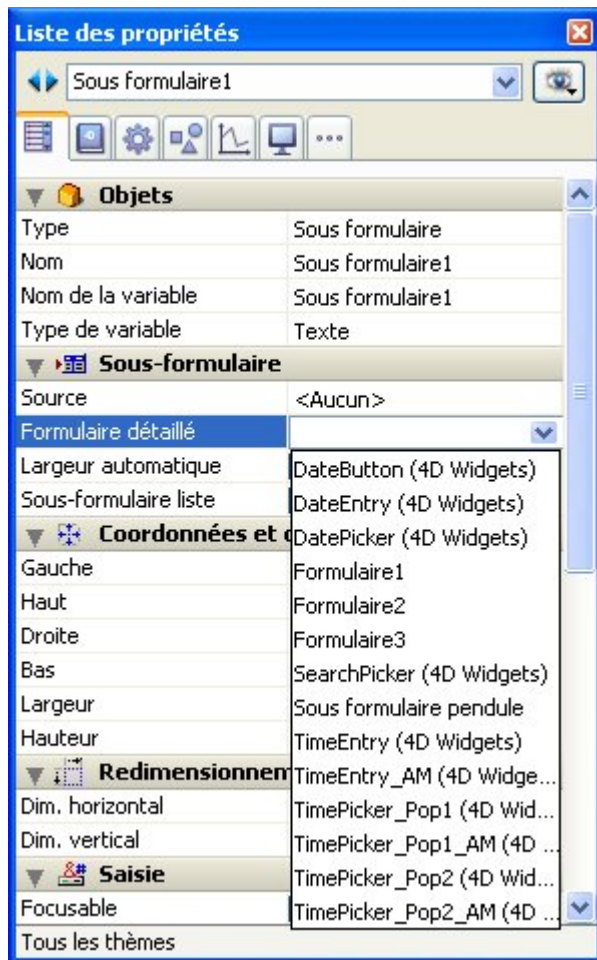 Liste des propriétés
Sous formulaire1
Objets
Type Sous formulaire
Nom Sous formulaire1
Nom de la variable Sous formulaire1
Type de variable Texte
Sous-formulaire
Source <Aucun>
Formulaire détaillé
Largeur automatique DateButton (4D Widgets)
Sous-formulaire liste DateEntry (4D Widgets)
Coordonnées et DatePicker (4D Widgets)
Gauche Formulaire1
Haut Formulaire2
Droite Formulaire3
Bas SearchPicker (4D Widgets)
Largeur Sous formulaire pendule
Hauteur TimeEntry (4D Widgets)
Redimensionnem TimeEntry_AM (4D Widge...
Dim. horizontal TimePicker_Pop1 (4D Wid...
Dim. vertical TimePicker_Pop1_AM (4D ...
Saisie TimePicker_Pop2 (4D Wid...
Focusable TimePicker_Pop2_AM (4D ...
Tous les thèmes